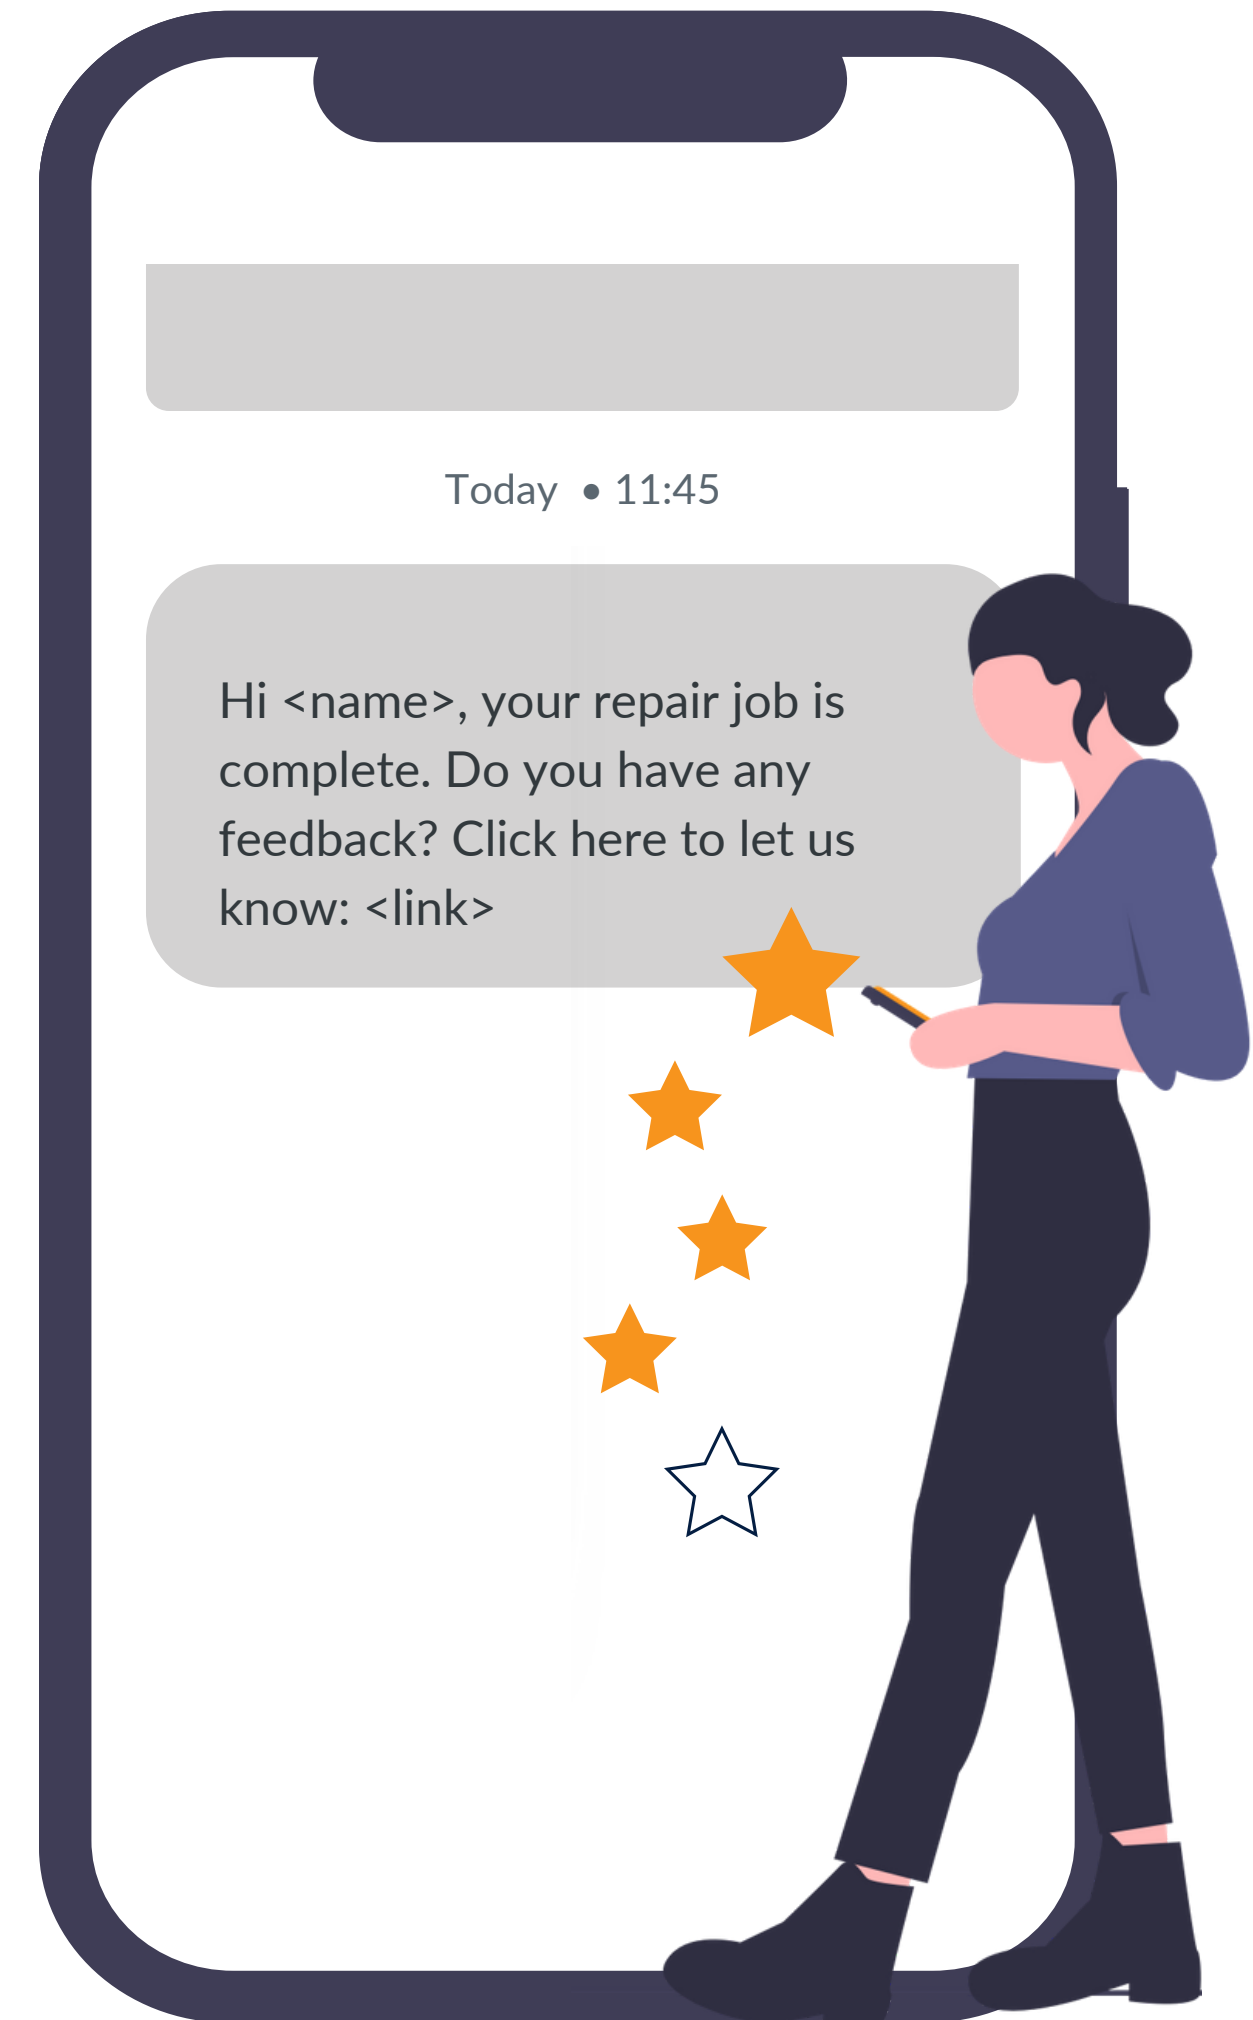 Today • 11:45
Hi <name>, your repair job is
complete. Do you have any
feedback? Click here to let us
know: <link>